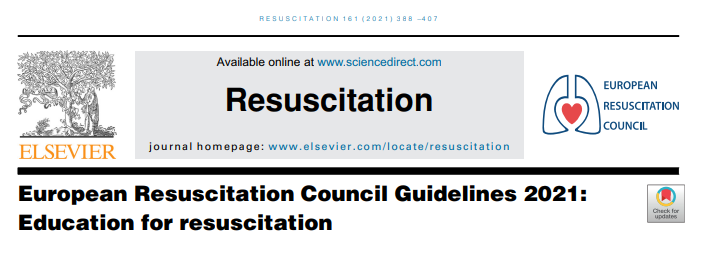 RESUSCITATION 161 (2021) 388–407
Available online at www.sciencedirect.com
Resuscitation
journal homepage: www.elsevier.com/locate/resuscitation
ELSEVIER
EUROPEAN
RESUSCITATION
COUNCIL
European Resuscitation Council Guidelines 2021:
Education for resuscitation
Check for
updates